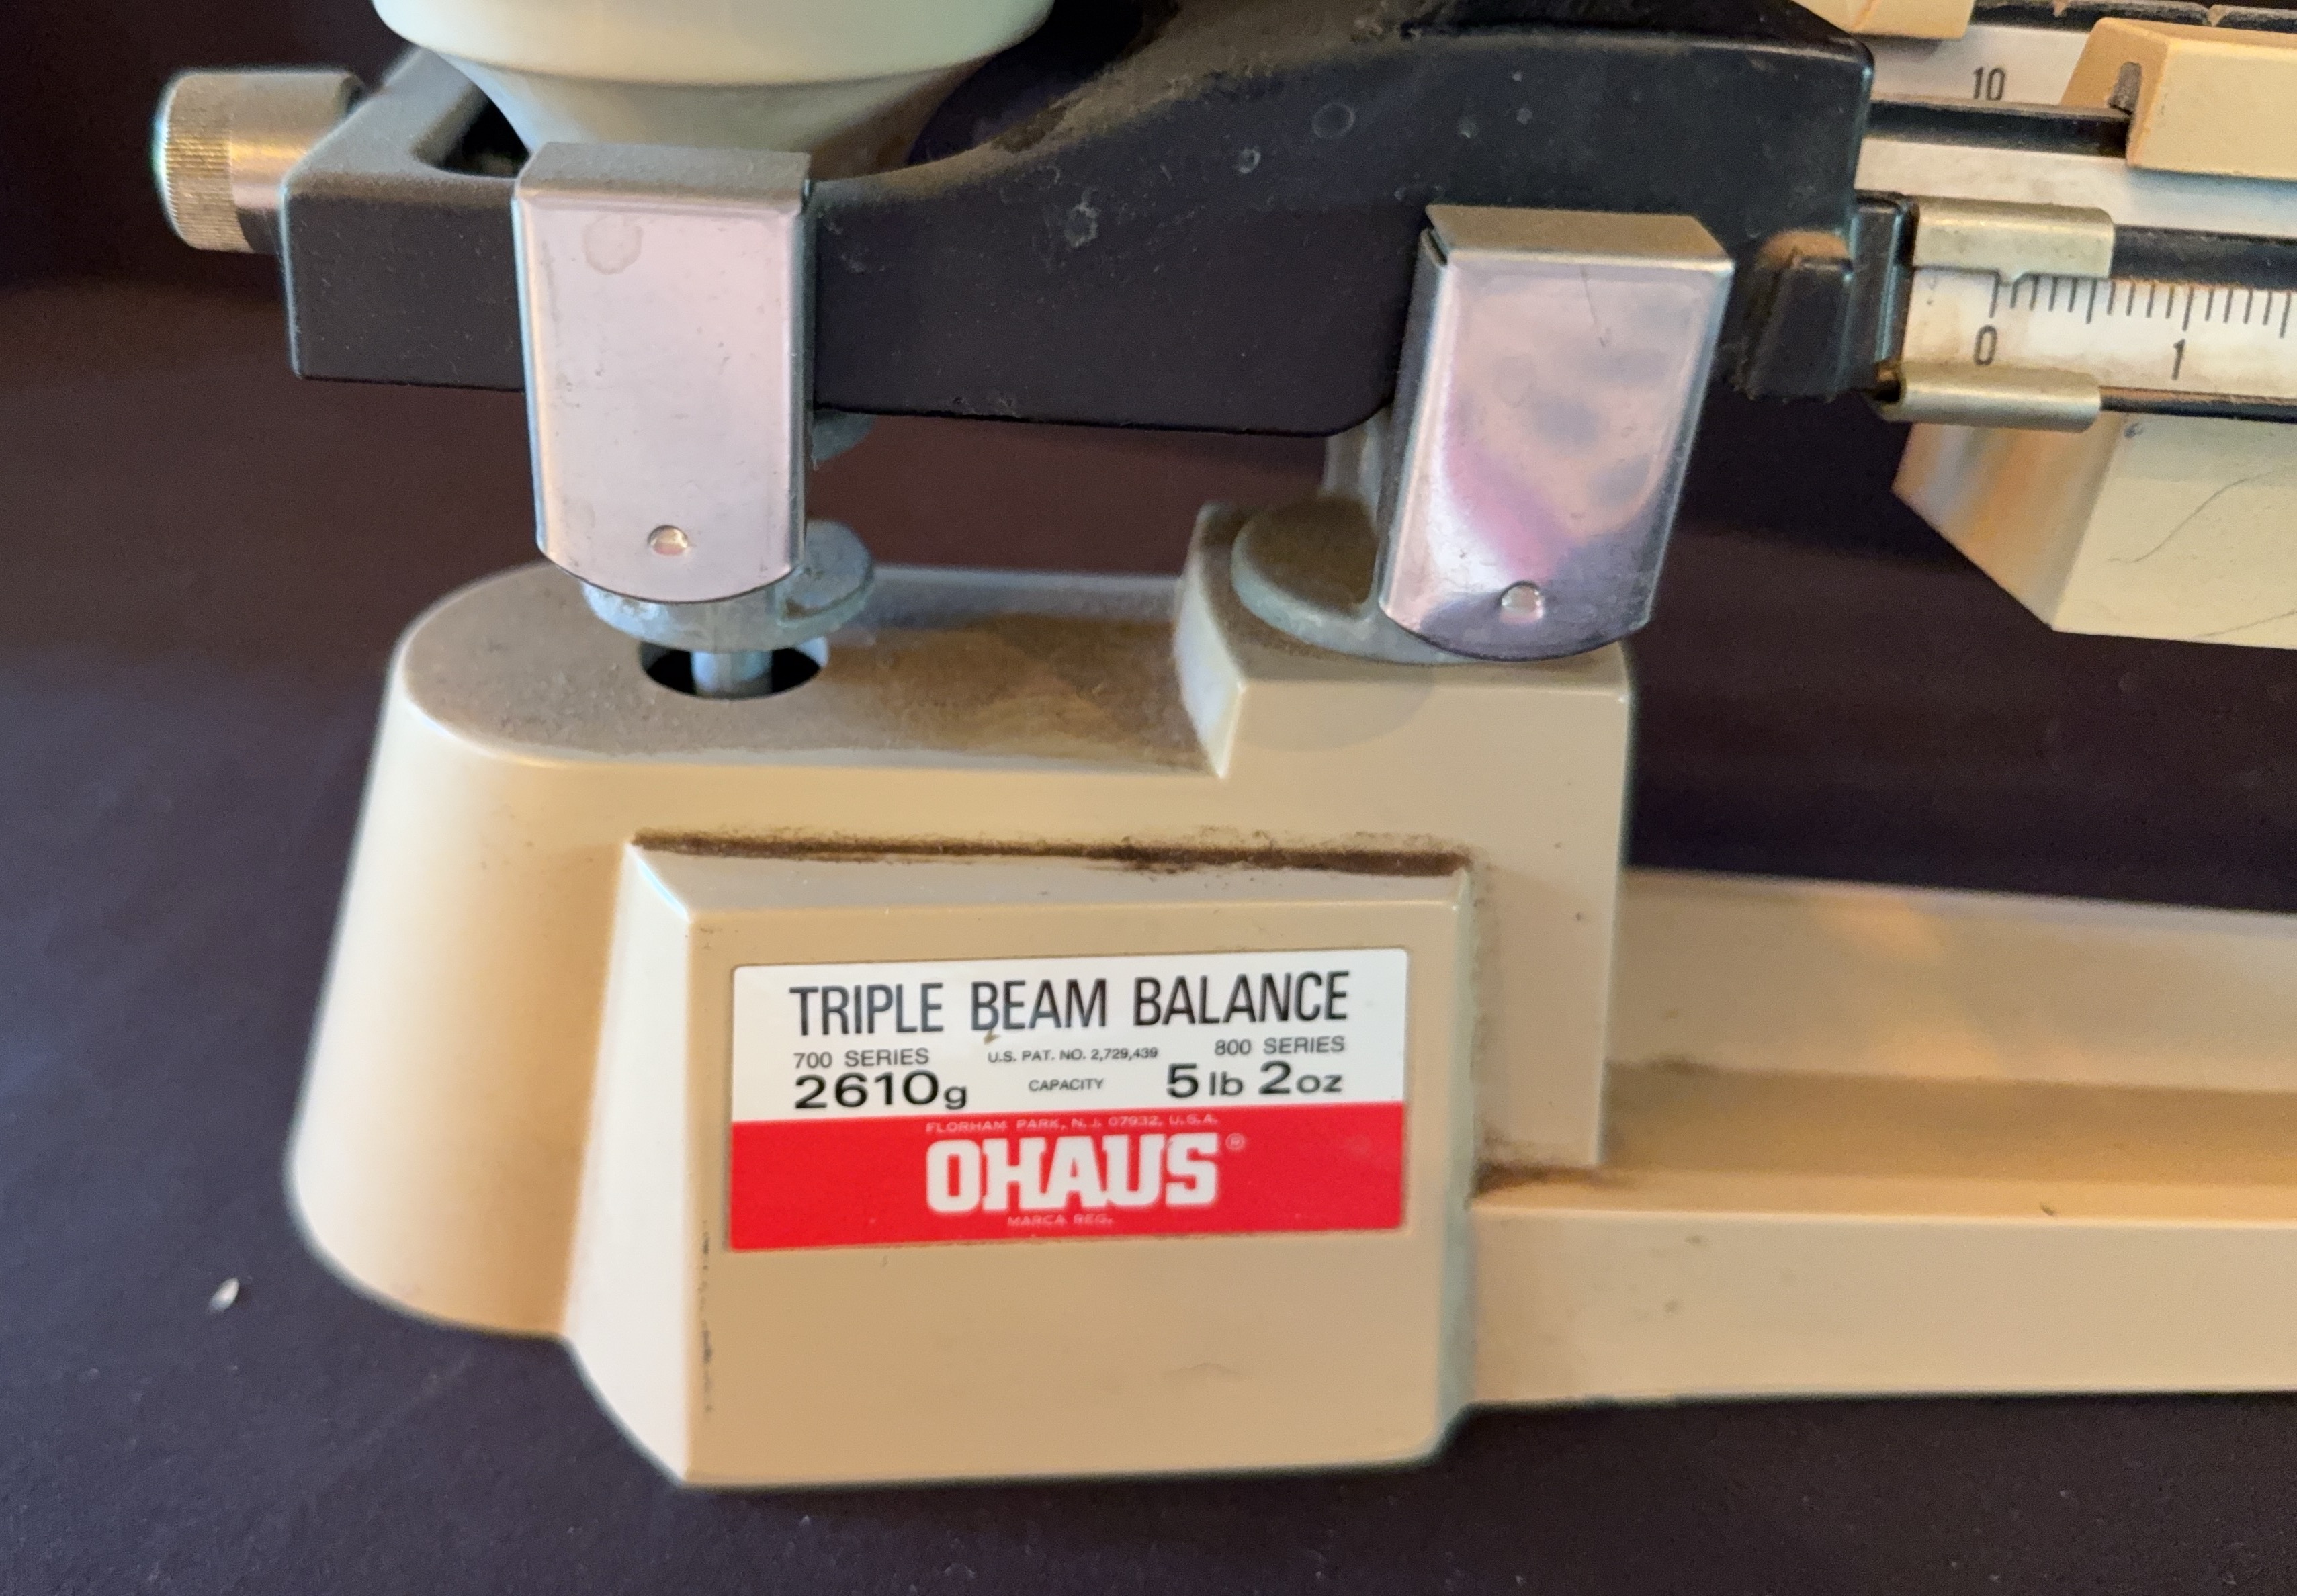 10
0 1
TRIPLE BEAM BALANCE
700 SERIES U.S. PAT. NO. 2,729,439 800 SERIES
2610g CAPACITY 5 lb 2 oz
FLORHAM PARK, N.J. 07932, U.S.A.
OHAUS®
MARCA REG.